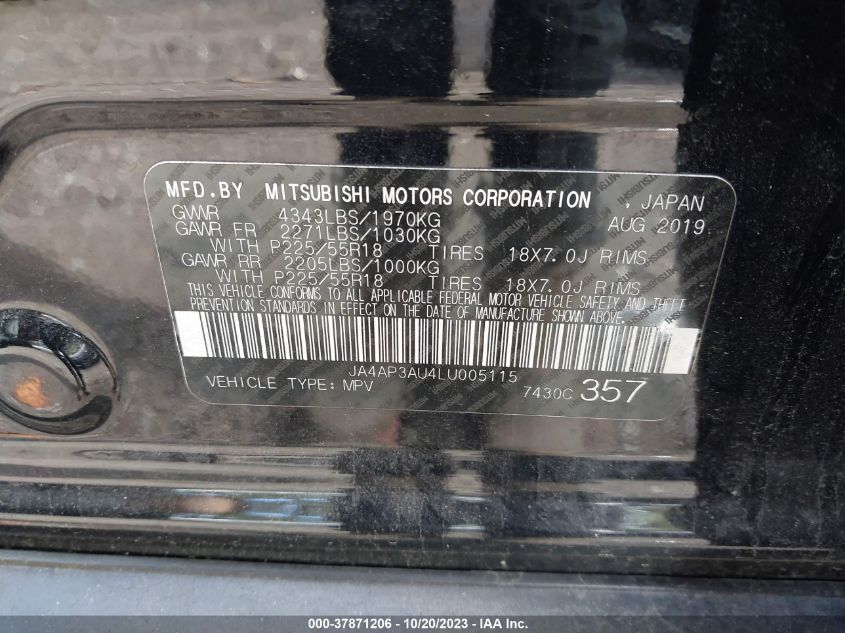 MFD.BY MITSUBISHI MOTORS CORPORATION , JAPAN
GVWR 4343LBS/1970KG AUG 2019
GAWR FR 2271LBS/1030KG
WITH P225/55R18 TIRES 18X7.0J RIMS
GAWR RR 2205LBS/1000KG
WITH P225/55R18 TIRES 18X7.0J RIMS
THIS VEHICLE CONFORMS TO ALL APPLICABLE FEDERAL MOTOR VEHICLE SAFETY AND THEFT
PREVENTION STANDARDS IN EFFECT ON THE DATE OF MANUFACTURE SHOWN ABOVE.
JA4AP3AU4LU005115
VEHICLE TYPE: MPV 7430C 357
000-37871206 - 10/20/2023 - COPYRIGHT IAA, INC.